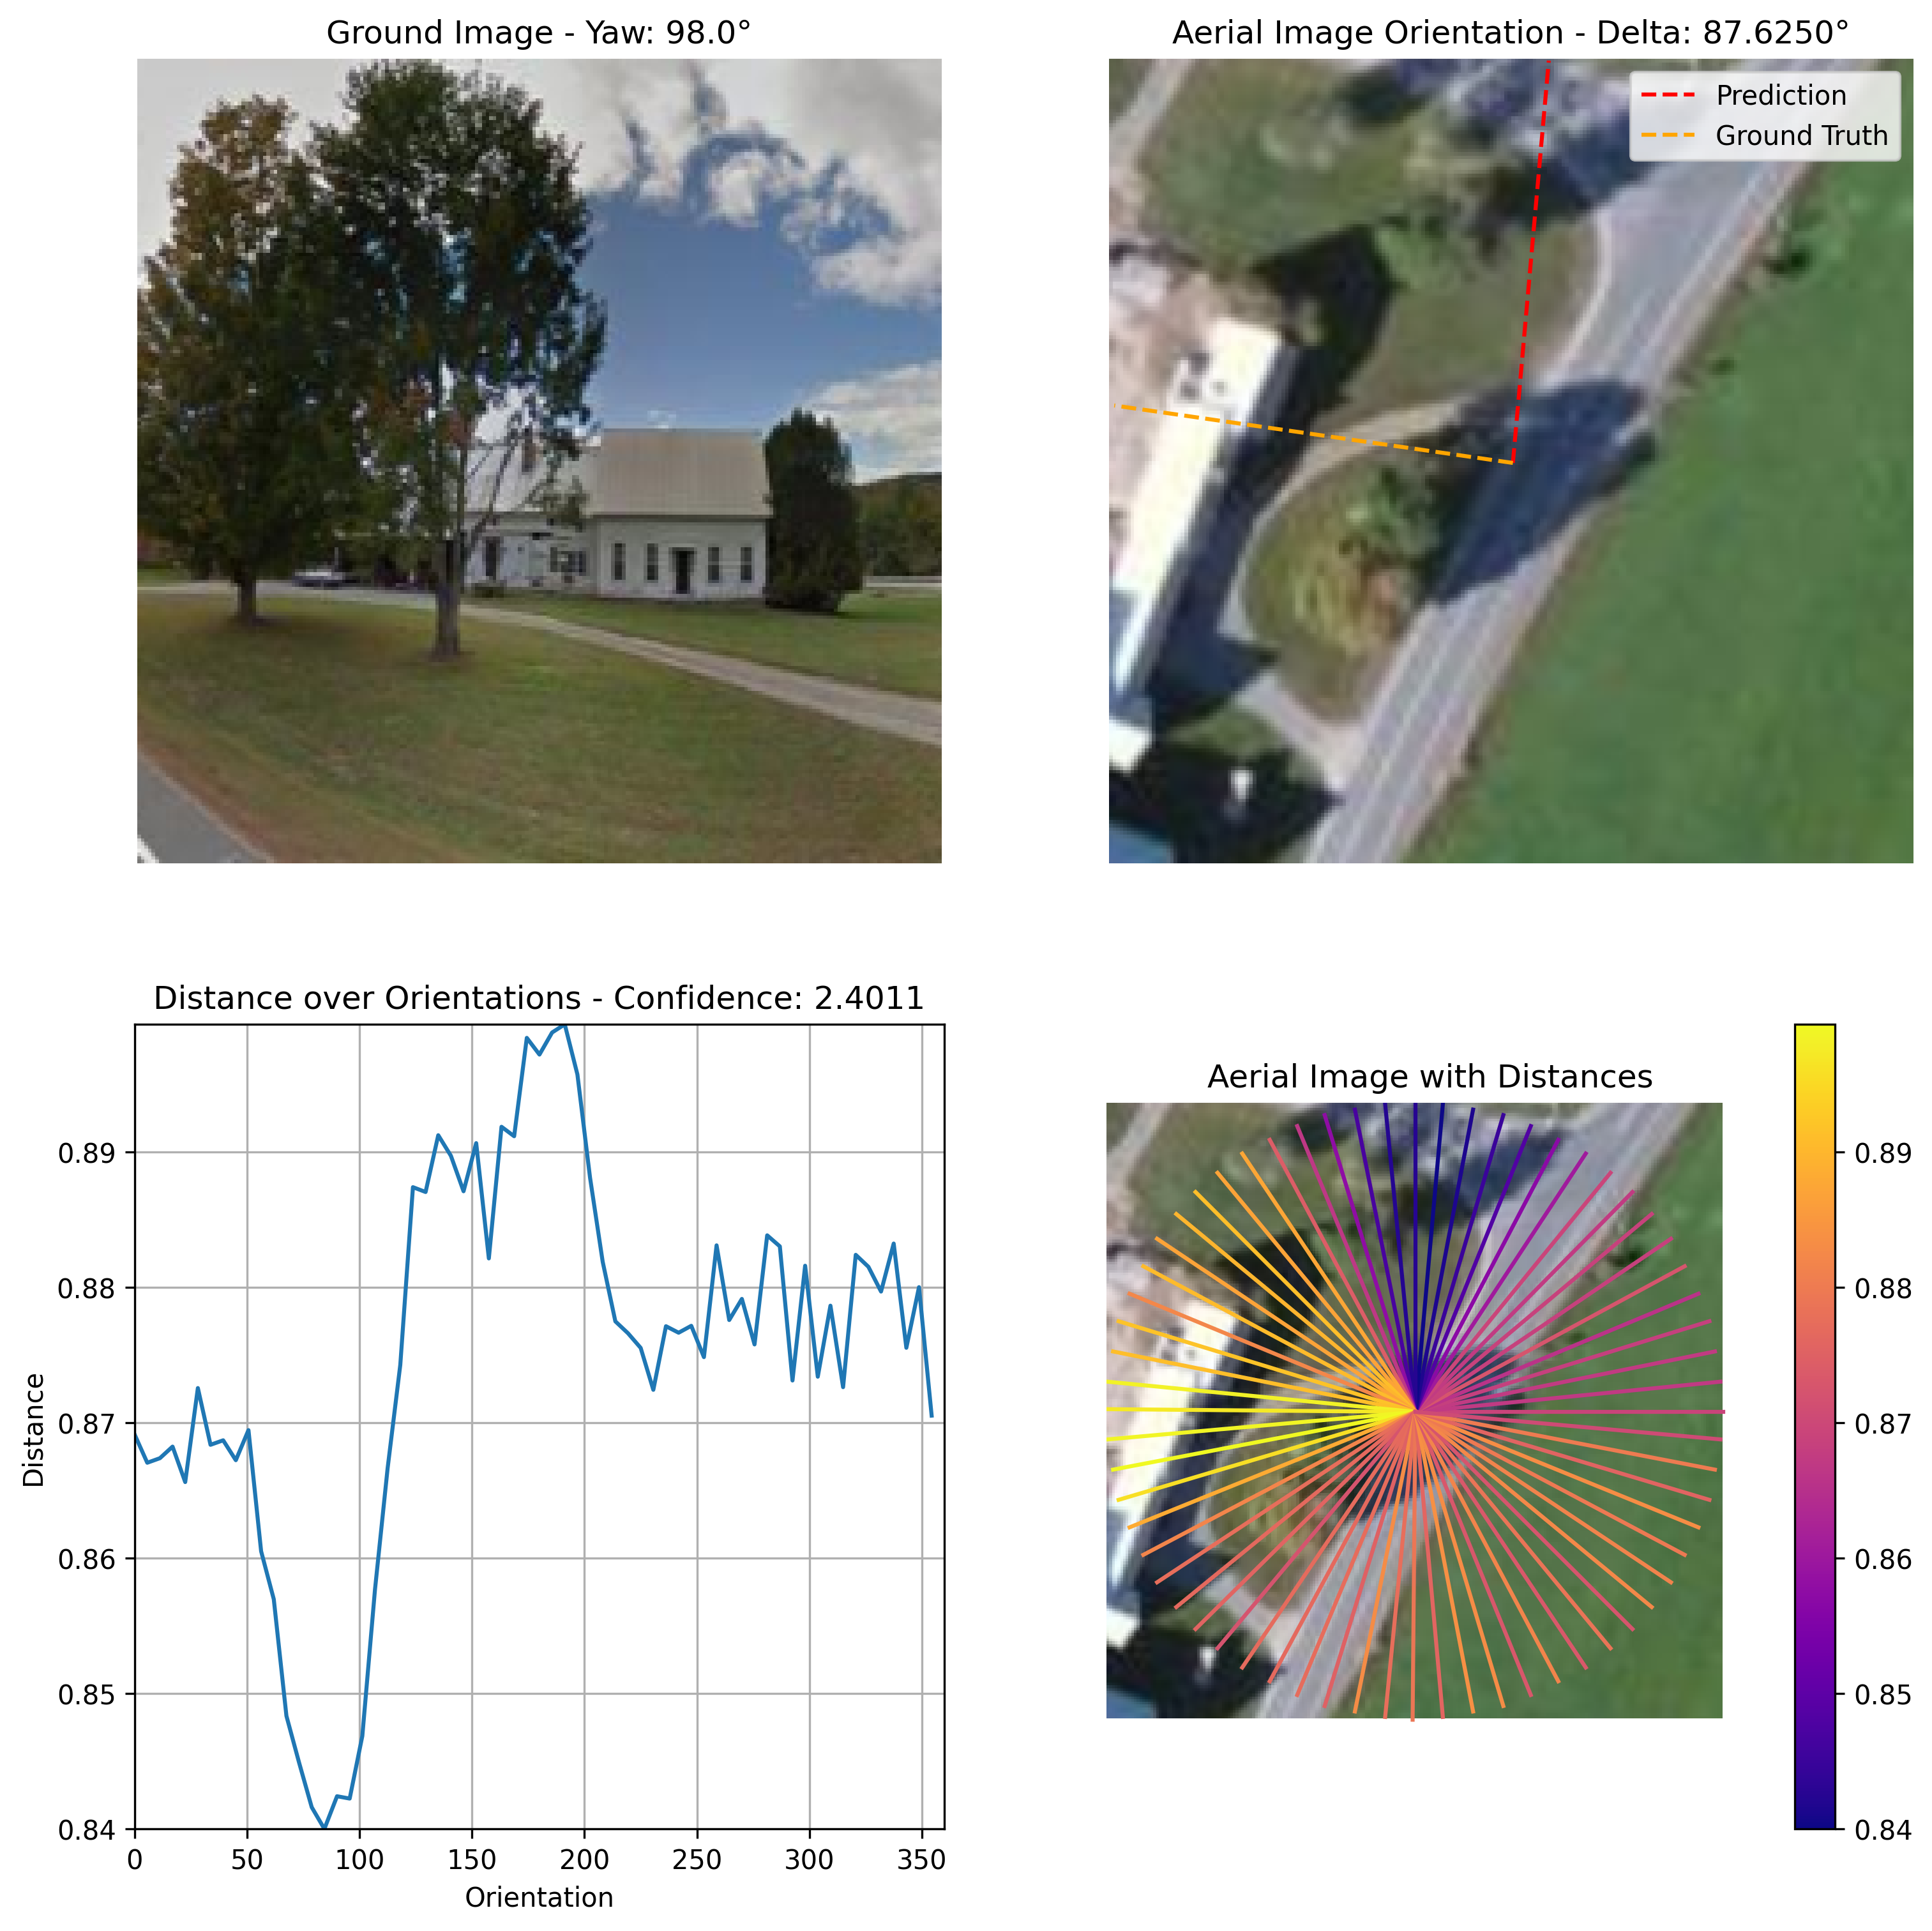 Ground Image - Yaw: 98.0°
Aerial Image Orientation - Delta: 87.6250°
Prediction
Ground Truth
Distance over Orientations - Confidence: 2.4011
Distance
0.89
0.88
0.87
0.86
0.85
0.84
0 50 100 150 200 250 300 350
Orientation
Aerial Image with Distances
0.89
0.88
0.87
0.86
0.85
0.84